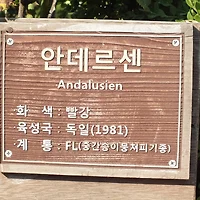 안데르센
Andalusien
화 색 : 빨강
육성국 : 독일(1981)
계 통 : FL(중간송이동져피기종)